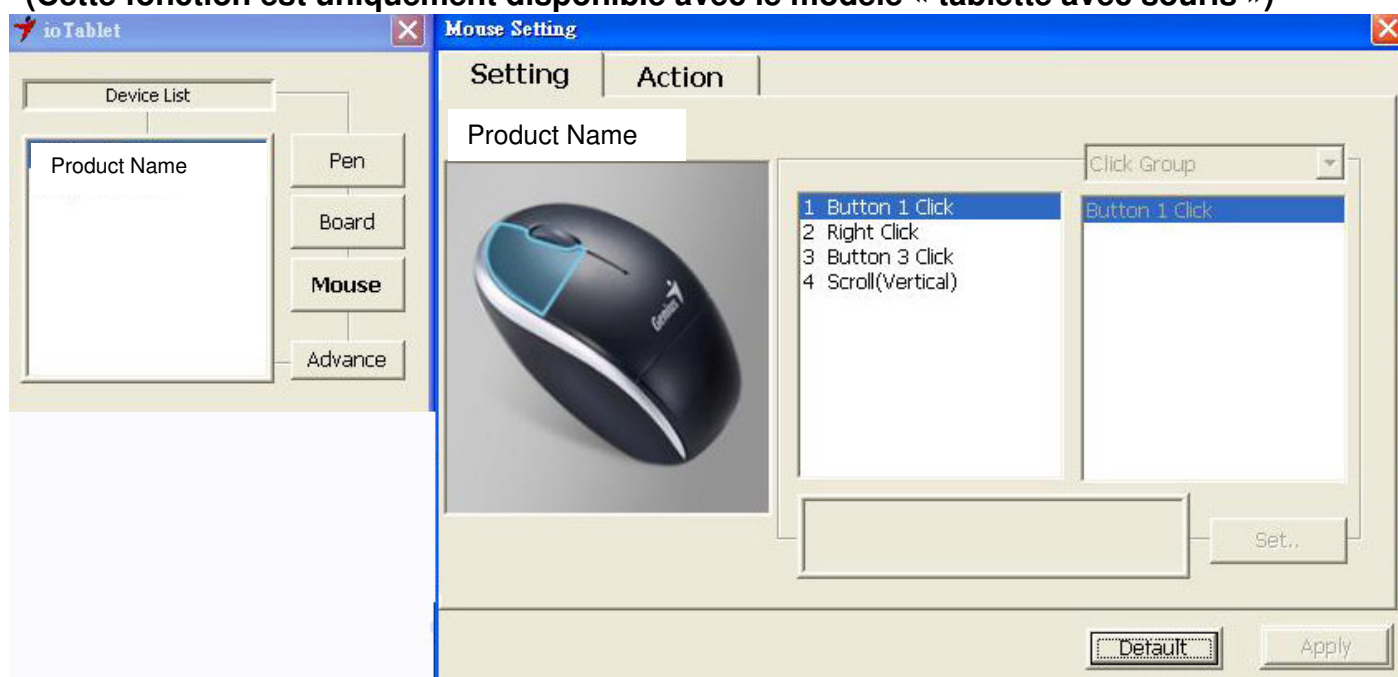 (Cette fonction est uniquement disponible avec le modèle « tablette avec souris »)
ioTablet
Device List
Product Name
Pen
Board
Mouse
Advance
Mouse Setting
Setting
Action
Product Name
Genius
Click Group
1 Button 1 Click
2 Right Click
3 Button 3 Click
4 Scroll(Vertical)
Button 1 Click
Set..
Default
Apply